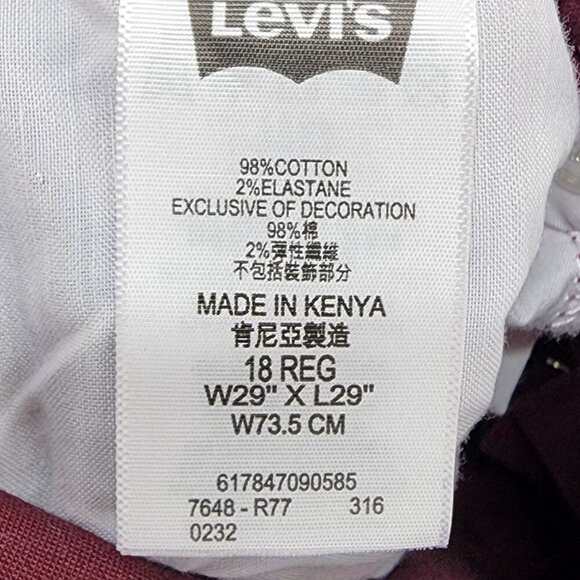 Levi's
98%COTTON
2%ELASTANE
EXCLUSIVE OF DECORATION
98%棉
2%彈性纖維
不包括裝飾部分
MADE IN KENYA
肯尼亞製造
18 REG
W29" X L29"
W73.5 CM
617847090585
7648 - R77 316
0232